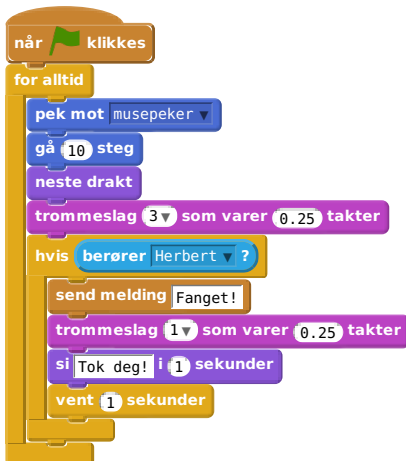 når klikkes
for alltid
pek mot musepeker
gå 10 steg
neste drakt
trommeslag 3 som varer 0.25 takter
hvis berører Herbert ?
send melding Fanget!
trommeslag 1 som varer 0.25 takter
si Tok deg! i 1 sekunder
vent 1 sekunder